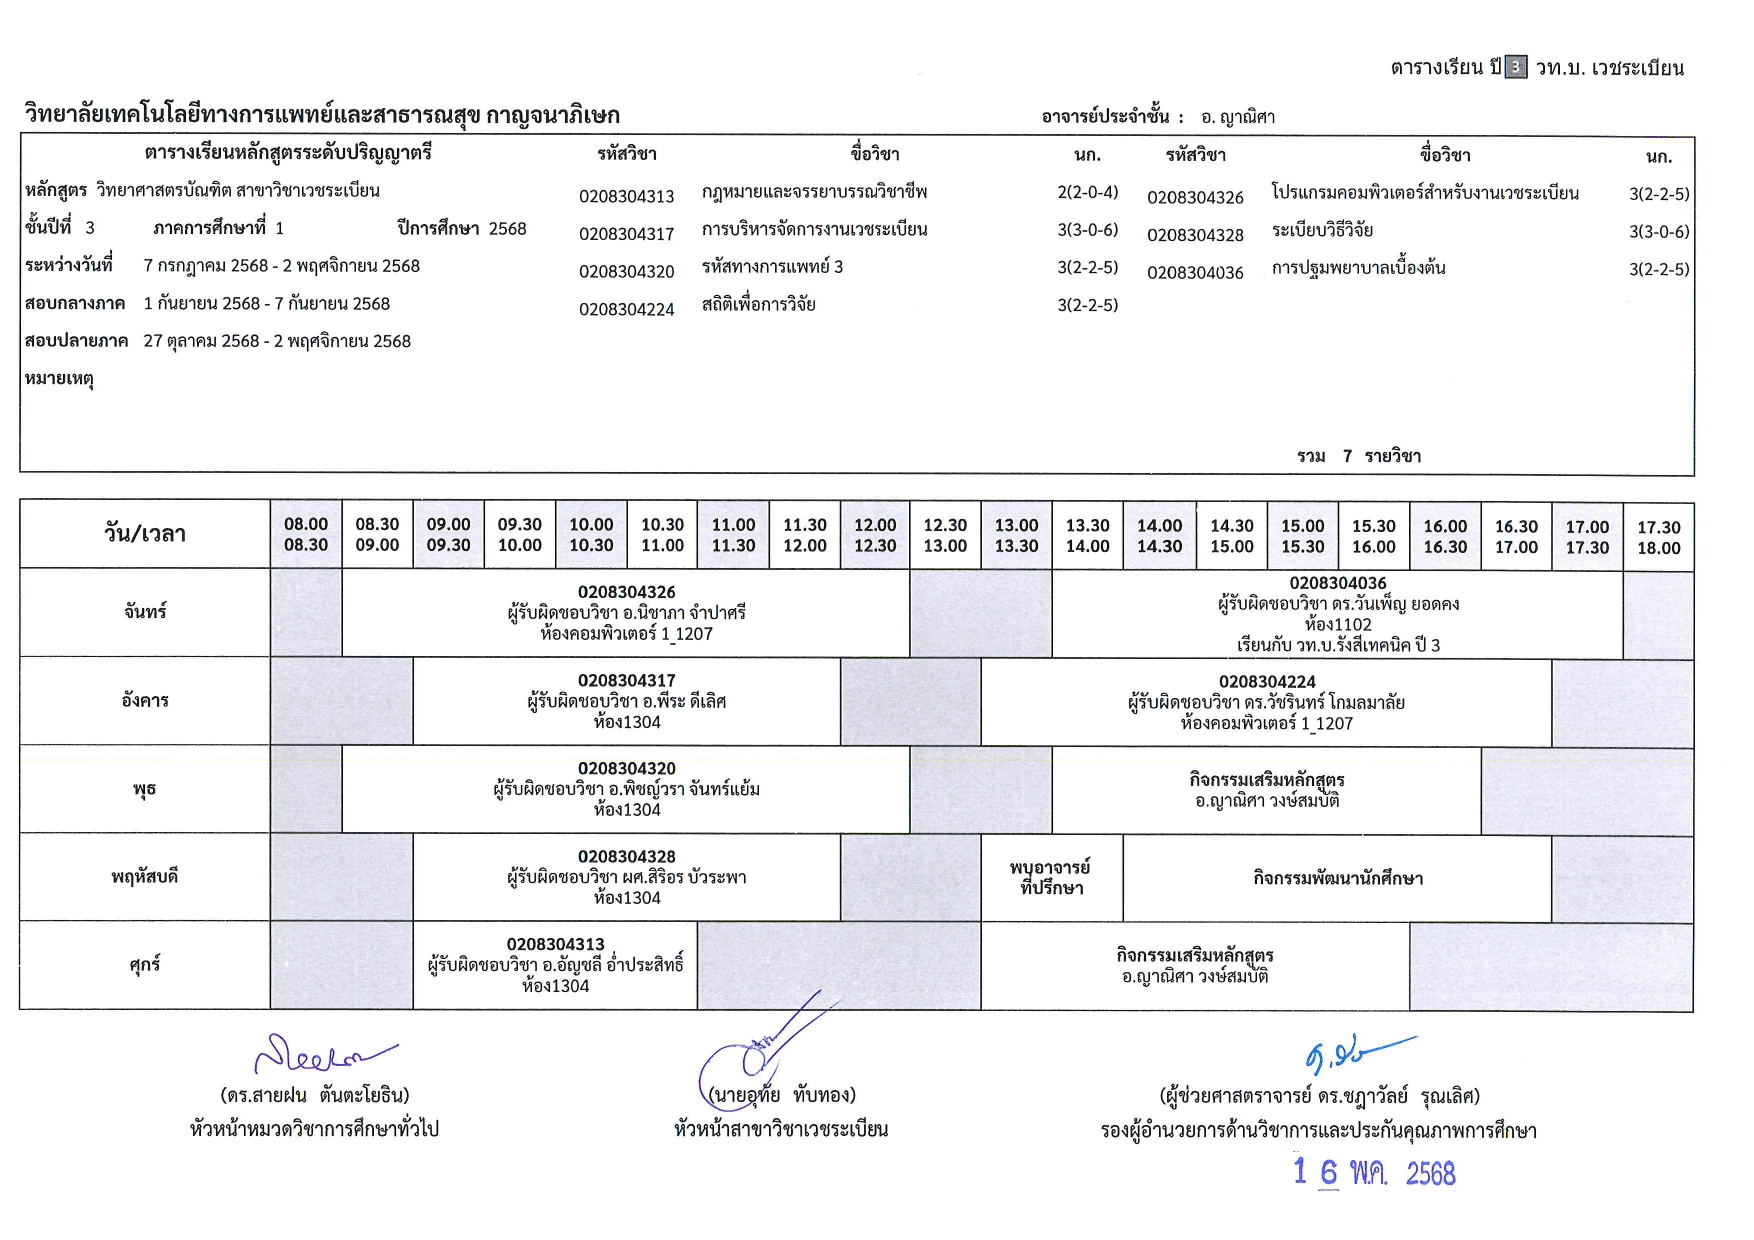 ตารางเรียน ปี 3 วท.บ. เวชระเบียน
วิทยาลัยเทคโนโลยีทางการแพทย์และสาธารณสุข กาญจนาภิเษก
อาจารย์ประจำชั้น : อ. ญาณิศา
ตารางเรียนหลักสูตรระดับปริญญาตรี รหัสวิชา ชื่อวิชา นก. รหัสวิชา ชื่อวิชา นก.
หลักสูตร วิทยาศาสตรบัณฑิต สาขาวิชาเวชระเบียน 0208304313 กฎหมายและจรรยาบรรณวิชาชีพ 2(2-0-4) 0208304326 โปรแกรมคอมพิวเตอร์สำหรับงานเวชระเบียน 3(2-2-5)
ชั้นปีที่ 3 ภาคการศึกษาที่ 1 ปีการศึกษา 2568 0208304317 การบริหารจัดการงานเวชระเบียน 3(3-0-6) 0208304328 ระเบียบวิธีวิจัย 3(3-0-6)
ระหว่างวันที่ 7 กรกฎาคม 2568 - 2 พฤศจิกายน 2568 0208304320 รหัสทางการแพทย์ 3 3(2-2-5) 0208304036 การปฐมพยาบาลเบื้องต้น 3(2-2-5)
สอบกลางภาค 1 กันยายน 2568 - 7 กันยายน 2568 0208304224 สถิติเพื่อการวิจัย 3(2-2-5)
สอบปลายภาค 27 ตุลาคม 2568 - 2 พฤศจิกายน 2568
หมายเหตุ
รวม 7 รายวิชา
วัน/เวลา
08.00 08.30 09.00 09.30 10.00 10.30 11.00 11.30 12.00 12.30 13.00 13.30 14.00 14.30 15.00 15.30 16.00 16.30 17.00 17.30
08.30 09.00 09.30 10.00 10.30 11.00 11.30 12.00 12.30 13.00 13.30 14.00 14.30 15.00 15.30 16.00 16.30 17.00 17.30 18.00
จันทร์
0208304326
ผู้รับผิดชอบวิชา อ.นิชาภา จำปาศรี
ห้องคอมพิวเตอร์ 1_1207
0208304036
ผู้รับผิดชอบวิชา ดร.วันเพ็ญ ยอดคง
ห้อง1102
เรียนกับ วท.บ.รังสีเทคนิค ปี 3
อังคาร
0208304317
ผู้รับผิดชอบวิชา อ.พีระ ดีเลิศ
ห้อง1304
0208304224
ผู้รับผิดชอบวิชา ดร.วัชรินทร์ โกมลมาลัย
ห้องคอมพิวเตอร์ 1_1207
พุธ
0208304320
ผู้รับผิดชอบวิชา อ.พิชญ์วรา จันทร์แย้ม
ห้อง1304
กิจกรรมเสริมหลักสูตร
อ.ญาณิศา วงษ์สมบัติ
พฤหัสบดี
0208304328
ผู้รับผิดชอบวิชา ผศ.สิริอร บัวระพา
ห้อง1304
พบอาจารย์
ที่ปรึกษา
กิจกรรมพัฒนานักศึกษา
ศุกร์
0208304313
ผู้รับผิดชอบวิชา อ.อัญชลี อ่ำประสิทธิ์
ห้อง1304
กิจกรรมเสริมหลักสูตร
อ.ญาณิศา วงษ์สมบัติ
(ดร.สายฝน ตันตะโยธิน)
หัวหน้าหมวดวิชาการศึกษาทั่วไป
(นายอุทัย ทับทอง)
หัวหน้าสาขาวิชาเวชระเบียน
(ผู้ช่วยศาสตราจารย์ ดร.ชฎาวัลย์ รุณเลิศ)
รองผู้อำนวยการด้านวิชาการและประกันคุณภาพการศึกษา
16 พ.ค. 2568